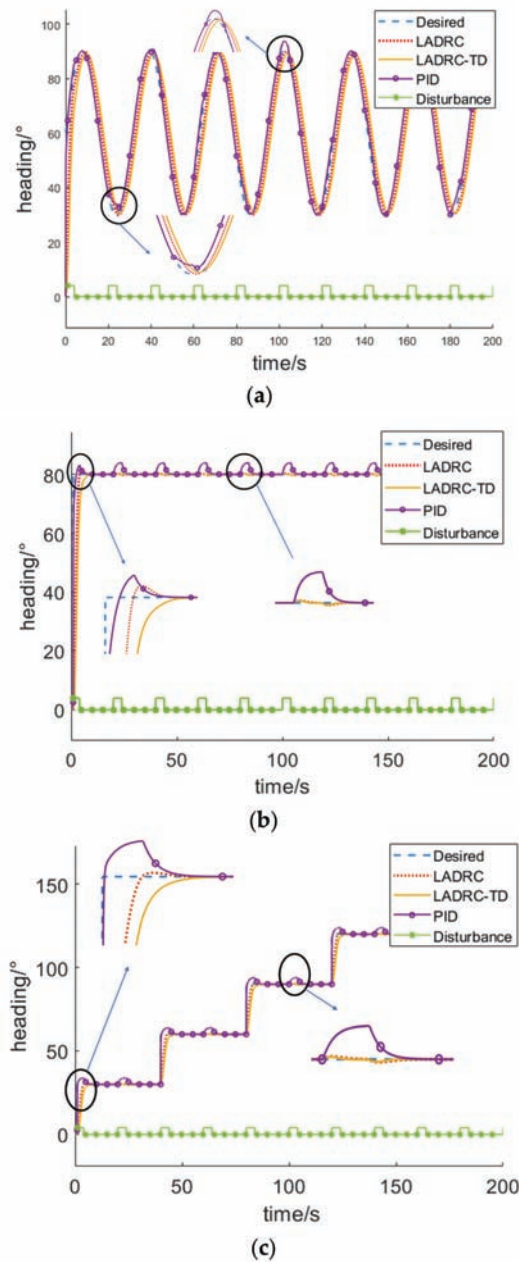 100
80
60
40
20
0
heading/°
Desired
LADRC
LADRC-TD
PID
Disturbance
0 20 40 60 80 100 120 140 160 180 200
time/s
(a)
80
60
40
20
0
heading/°
Desired
LADRC
LADRC-TD
PID
Disturbance
0 50 100 150 200
time/s
(b)
150
100
50
0
heading/°
Desired
LADRC
LADRC-TD
PID
Disturbance
0 50 100 150 200
time/s
(c)